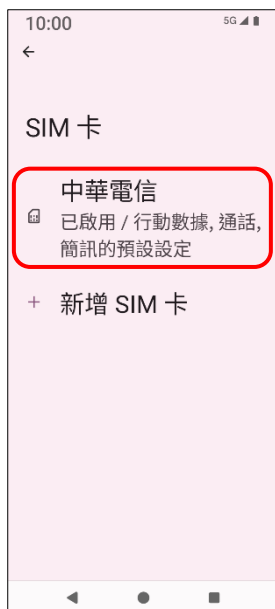 10:00 5G
SIM 卡
中華電信
已啟用 / 行動數據, 通話,
簡訊的預設設定
+ 新增 SIM 卡